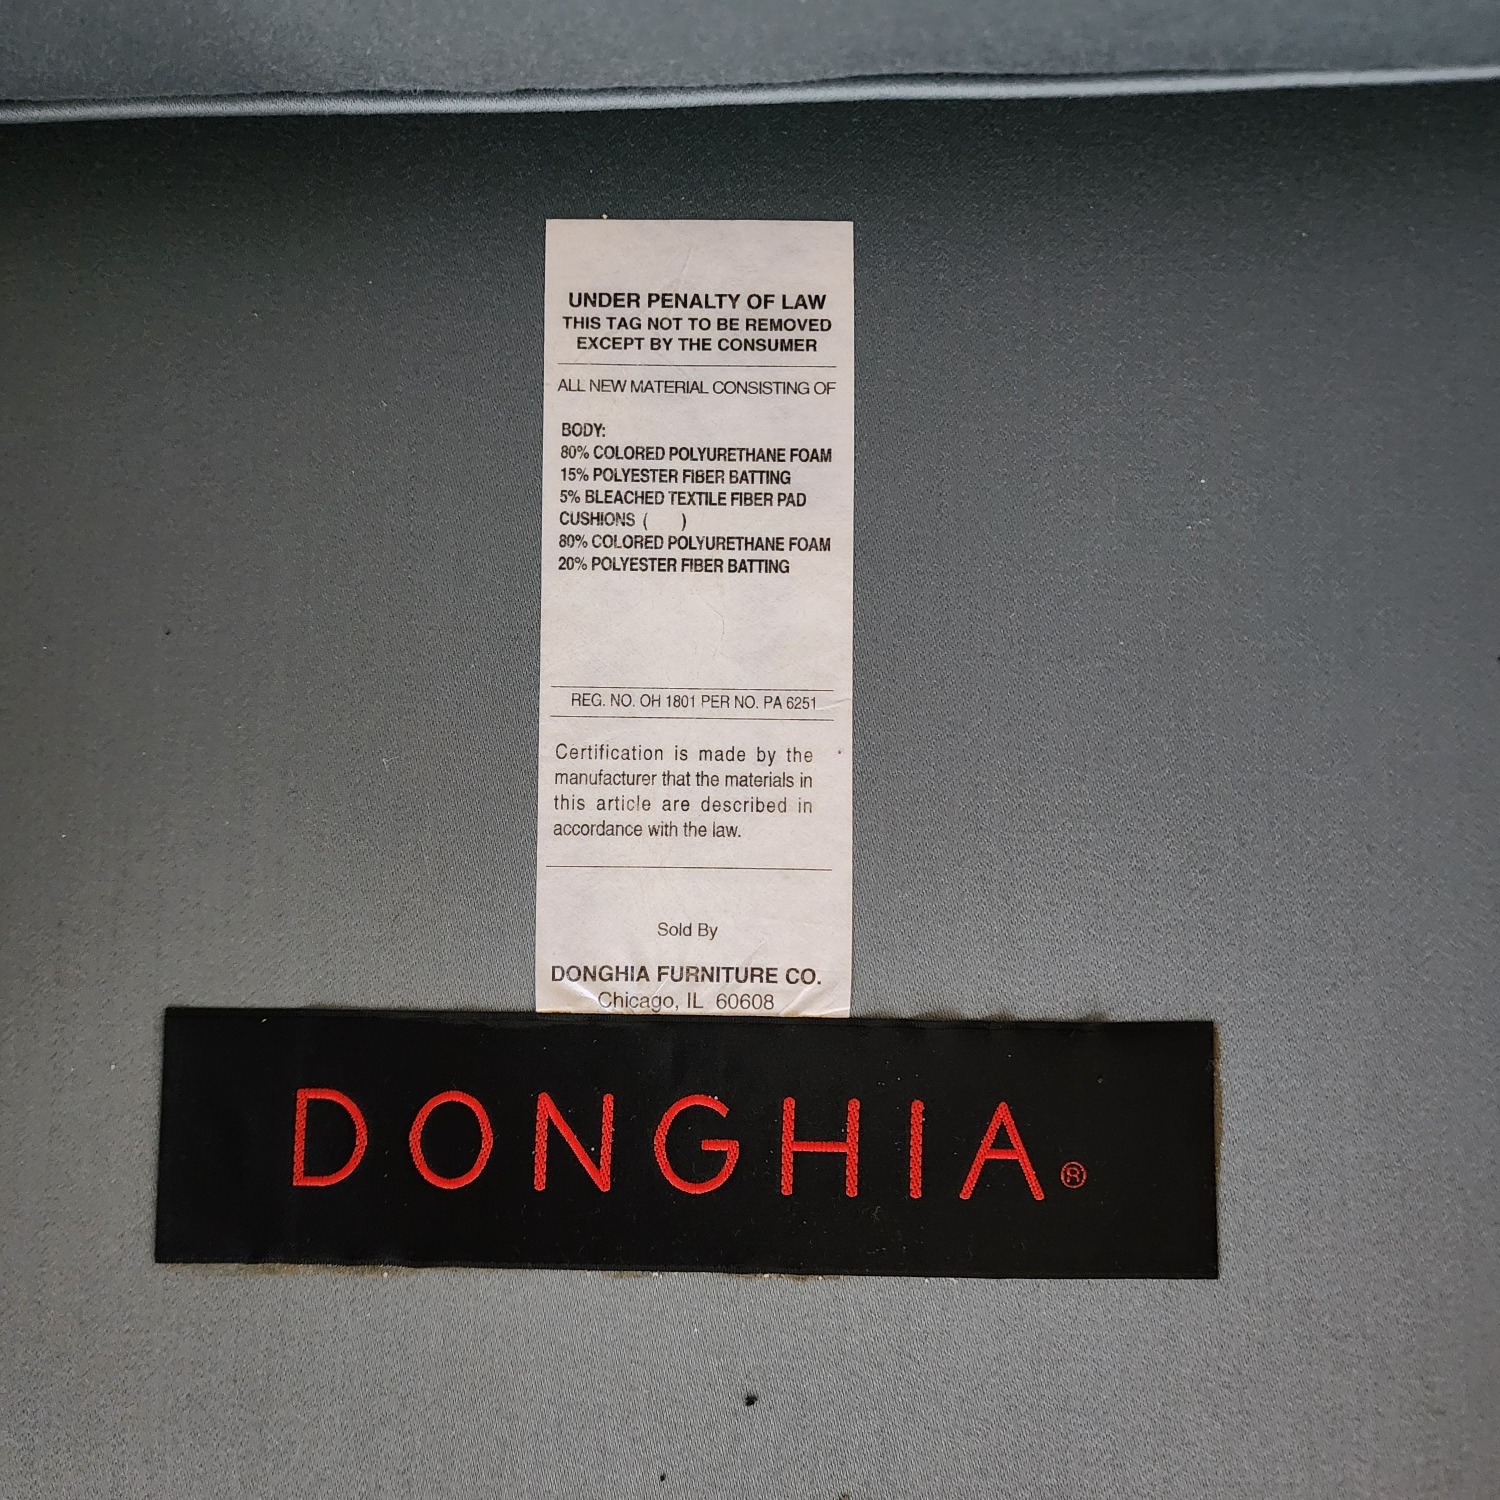 UNDER PENALTY OF LAW
THIS TAG NOT TO BE REMOVED
EXCEPT BY THE CONSUMER
ALL NEW MATERIAL CONSISTING OF
BODY:
80% COLORED POLYURETHANE FOAM
15% POLYESTER FIBER BATTING
5% BLEACHED TEXTILE FIBER PAD
CUSHIONS (    )
80% COLORED POLYURETHANE FOAM
20% POLYESTER FIBER BATTING
REG. NO. OH 1801 PER NO. PA 6251
Certification is made by the
manufacturer that the materials in
this article are described in
accordance with the law.
Sold By
DONGHIA FURNITURE CO.
Chicago, IL 60608
DONGHIA®